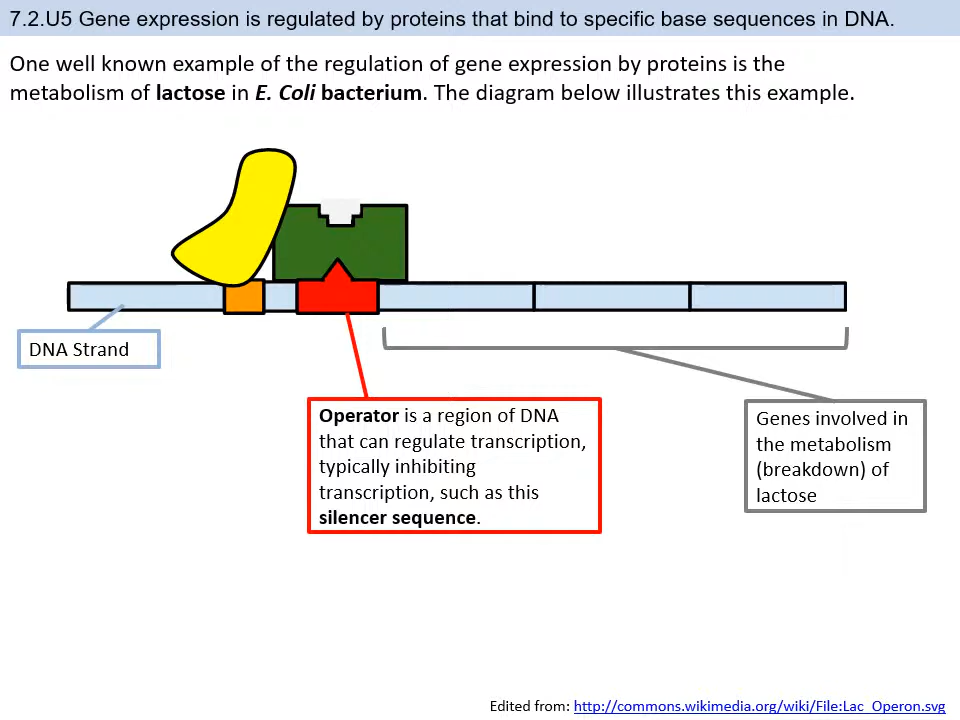 7.2.U5 Gene expression is regulated by proteins that bind to specific base sequences in DNA.
One well known example of the regulation of gene expression by proteins is the
metabolism of lactose in E. Coli bacterium. The diagram below illustrates this example.
DNA Strand
Operator is a region of DNA
that can regulate transcription,
typically inhibiting
transcription, such as this
silencer sequence.
Genes involved in
the metabolism
(breakdown) of
lactose
Edited from: http://commons.wikimedia.org/wiki/File:Lac_Operon.svg